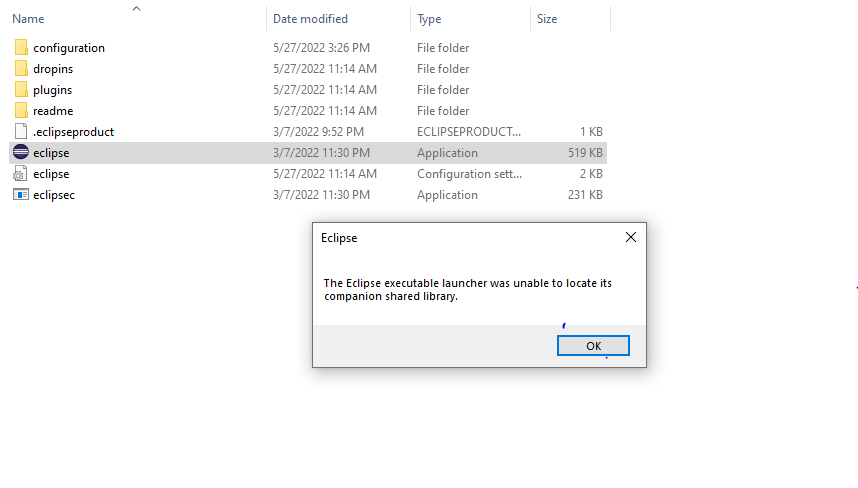 Name Date modified Type Size
configuration 5/27/2022 3:26 PM File folder
dropins 5/27/2022 11:14 AM File folder
plugins 5/27/2022 11:14 AM File folder
readme 5/27/2022 11:14 AM File folder
.eclipseproduct 3/7/2022 9:52 PM ECLIPSEPRODUCT... 1 KB
eclipse 3/7/2022 11:30 PM Application 519 KB
eclipse 5/27/2022 11:14 AM Configuration sett... 2 KB
eclipsec 3/7/2022 11:30 PM Application 231 KB
Eclipse
The Eclipse executable launcher was unable to locate its
companion shared library.
OK